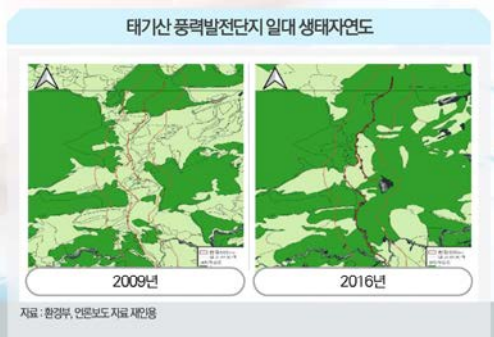 태기산 풍력발전단지 일대 생태자연도
2009년
2016년
자료 : 환경부, 언론보도 자료 재인용